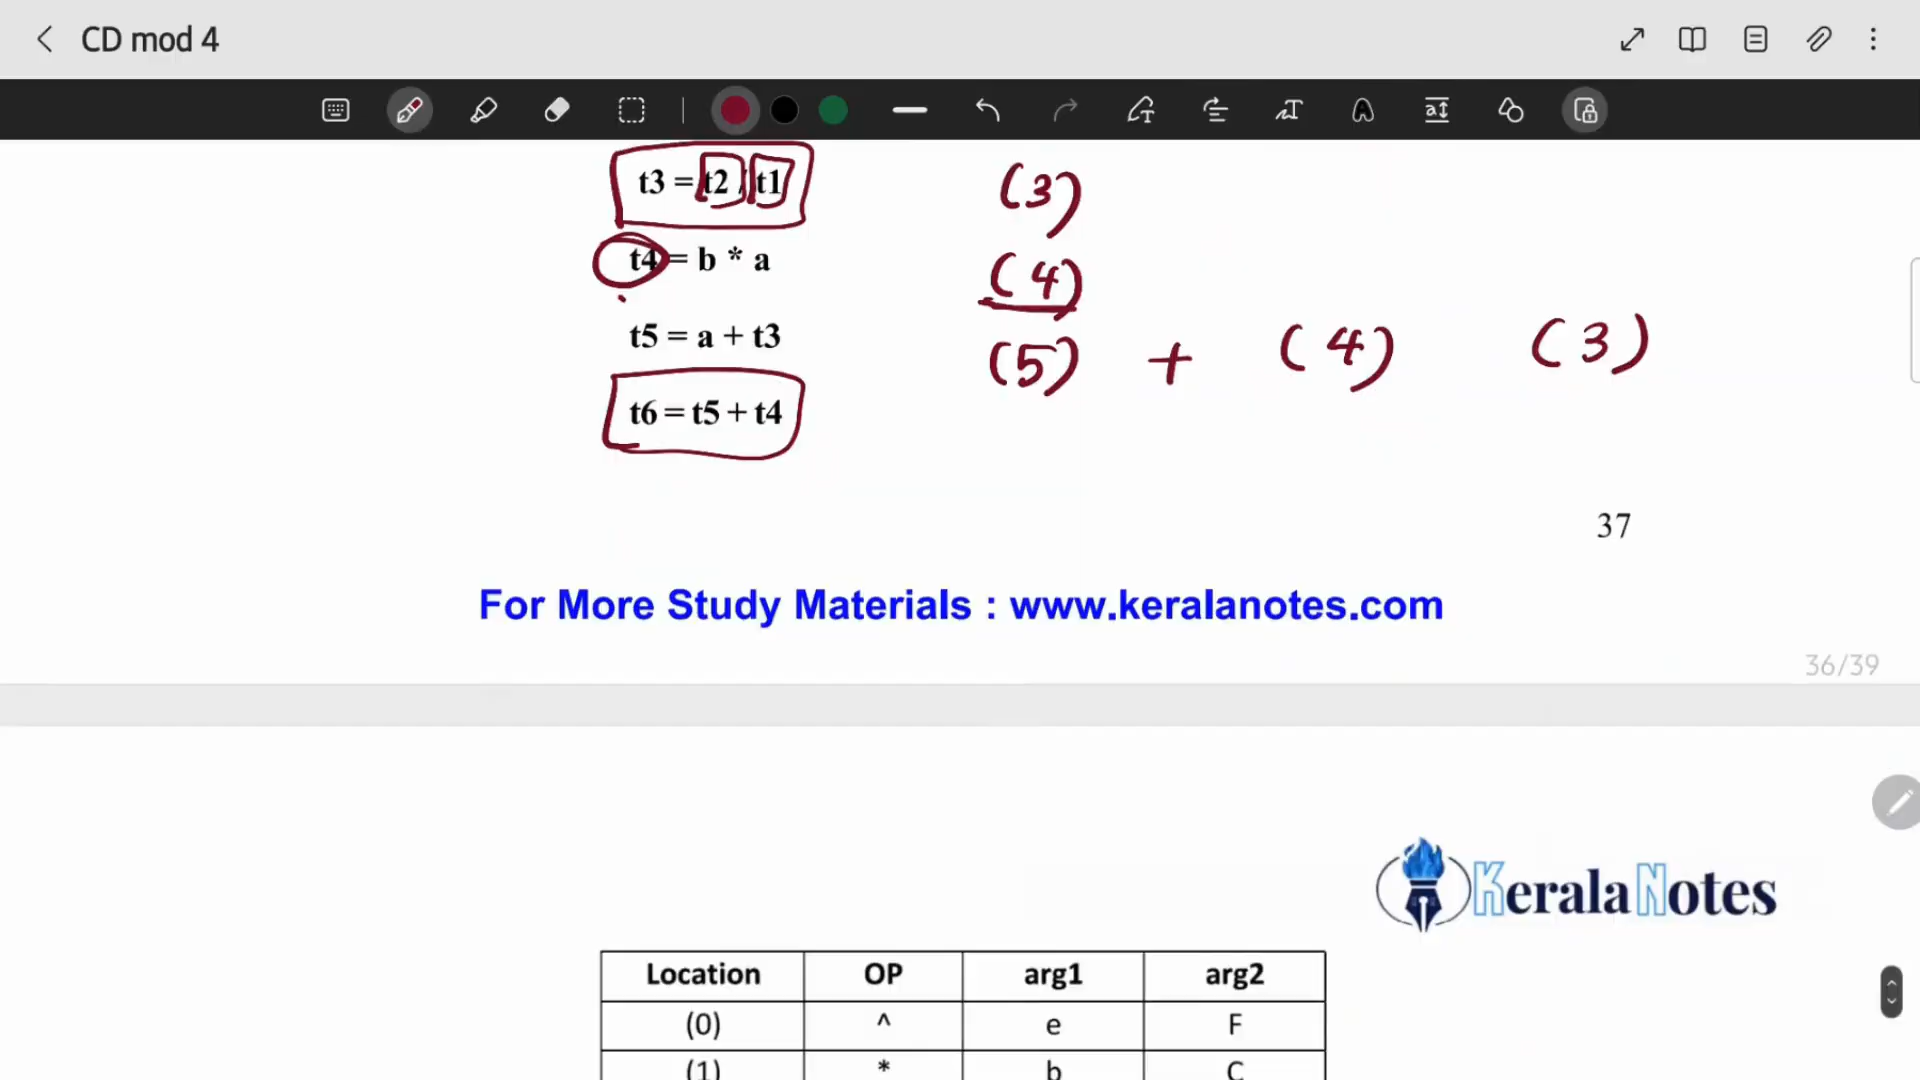 CD mod 4
t3 = t2 / t1
(3)
t4 = b * a
(4)
t5 = a + t3
(5) + (4) (3)
t6 = t5 + t4
37
For More Study Materials : www.keralanotes.com
36/39
KeralaNotes
Location OP arg1 arg2
(0) ^ e F
(1) * b C